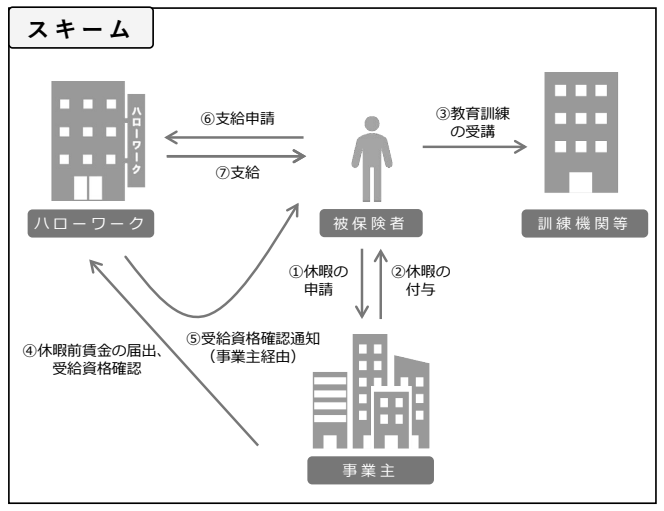 スキーム
ハローワーク
⑥支給申請
⑦支給
③教育訓練
の受講
ハローワーク
被保険者
訓練機関等
①休暇の
申請
②休暇の
付与
④休暇前賃金の届出、
受給資格確認
⑤受給資格確認通知
（事業主経由）
事業主